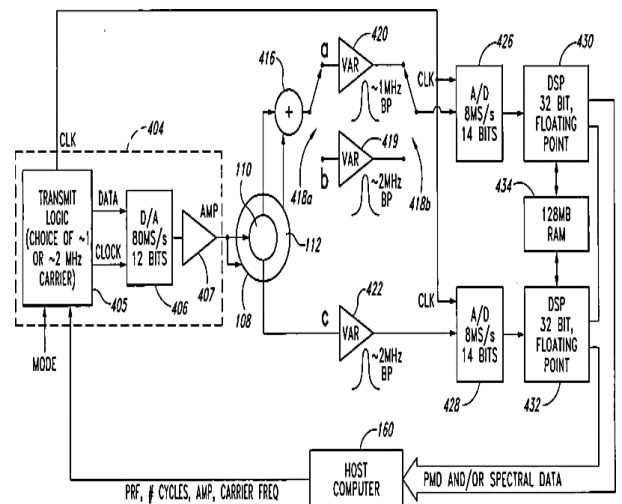 420
416
a
VAR
~1MHz
BP
418a
b
VAR
419
~2MHz
BP
418b
CLK
426
A/D
8MS/s
14 BITS
430
DSP
32 BIT,
FLOATING
POINT
434
128MB
RAM
CLK
404
TRANSMIT
LOGIC
(CHOICE OF ~1
OR ~2 MHz
CARRIER)
405
DATA
CLOCK
D/A
80MS/s
12 BITS
406
AMP
407
110
112
108
+
c
422
VAR
~2MHz
BP
CLK
A/D
8MS/s
14 BITS
428
DSP
32 BIT,
FLOATING
POINT
432
MODE
160
HOST
COMPUTER
PRF, # CYCLES, AMP, CARRIER FREQ
PMD AND/OR SPECTRAL DATA